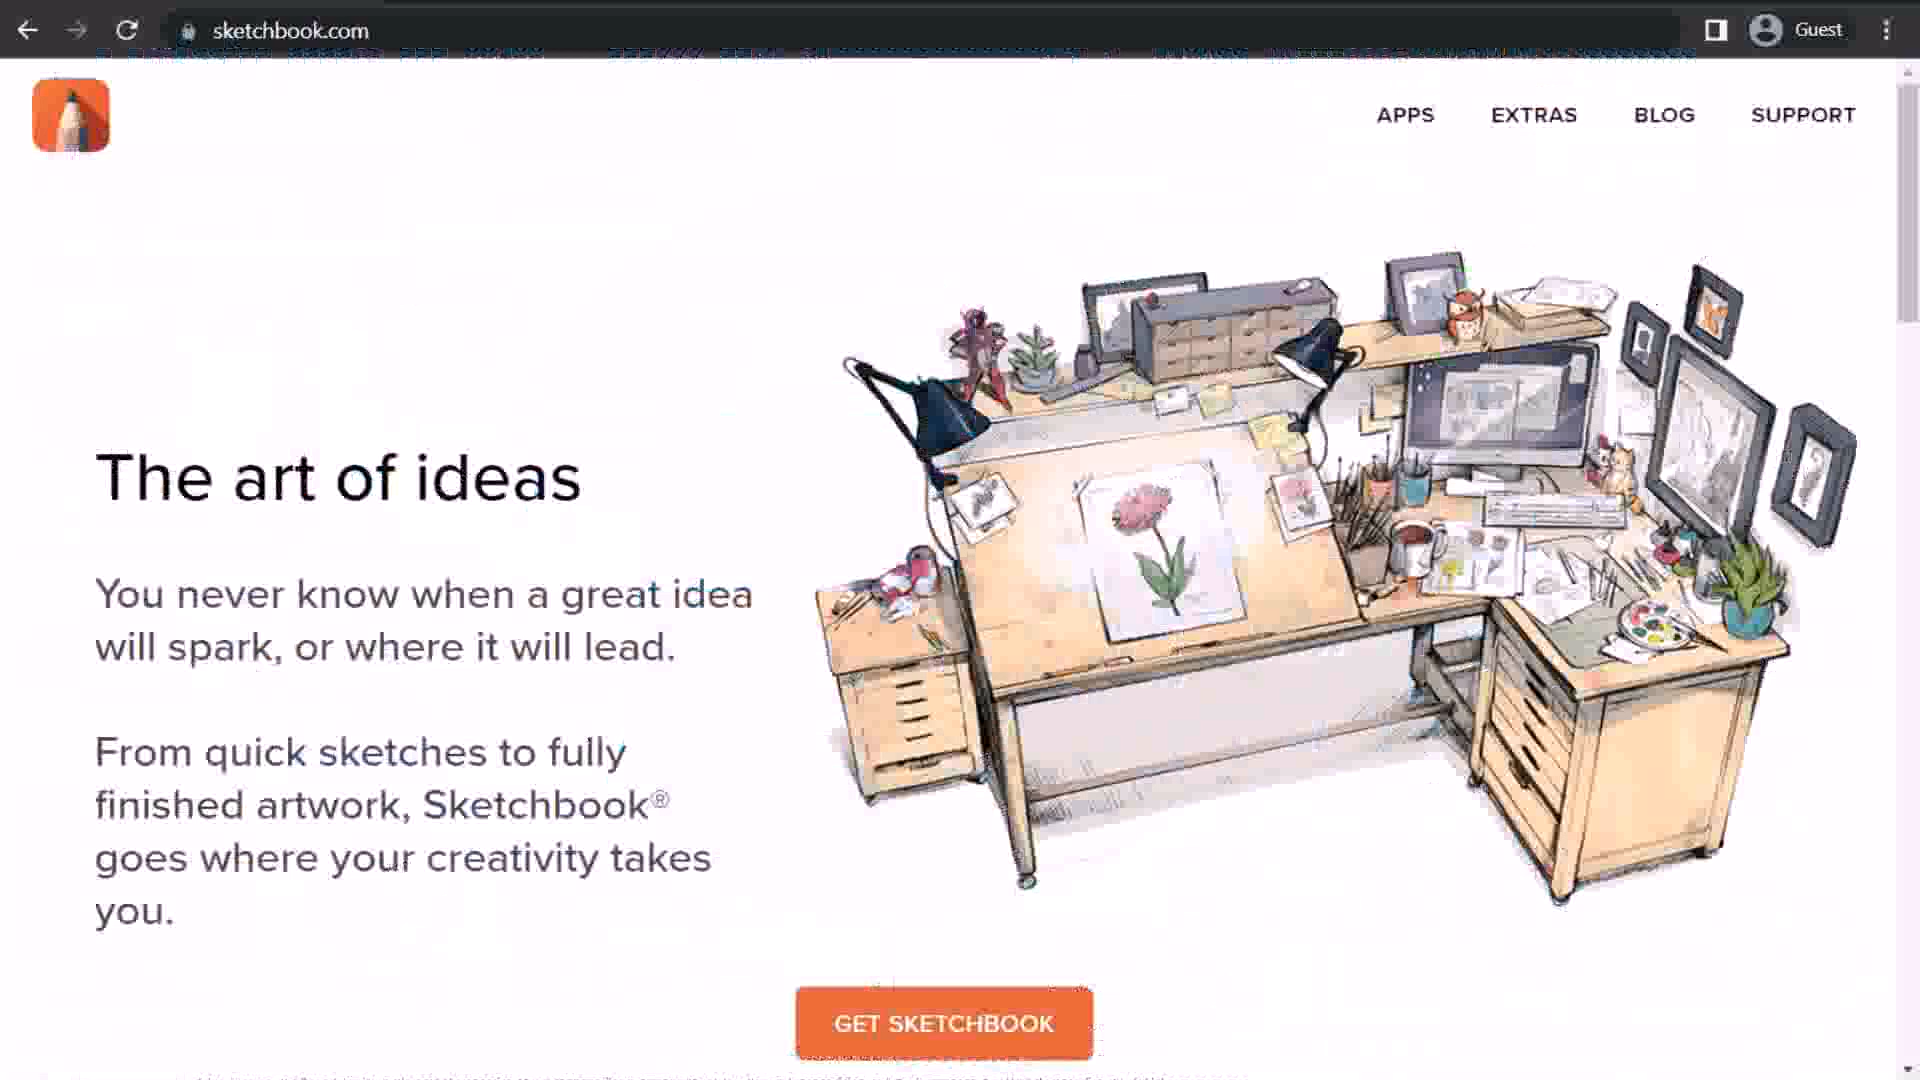 sketchbook.com
Guest
APPS EXTRAS BLOG SUPPORT
The art of ideas
You never know when a great idea
will spark, or where it will lead.
From quick sketches to fully
finished artwork, Sketchbook®
goes where your creativity takes
you.
GET SKETCHBOOK